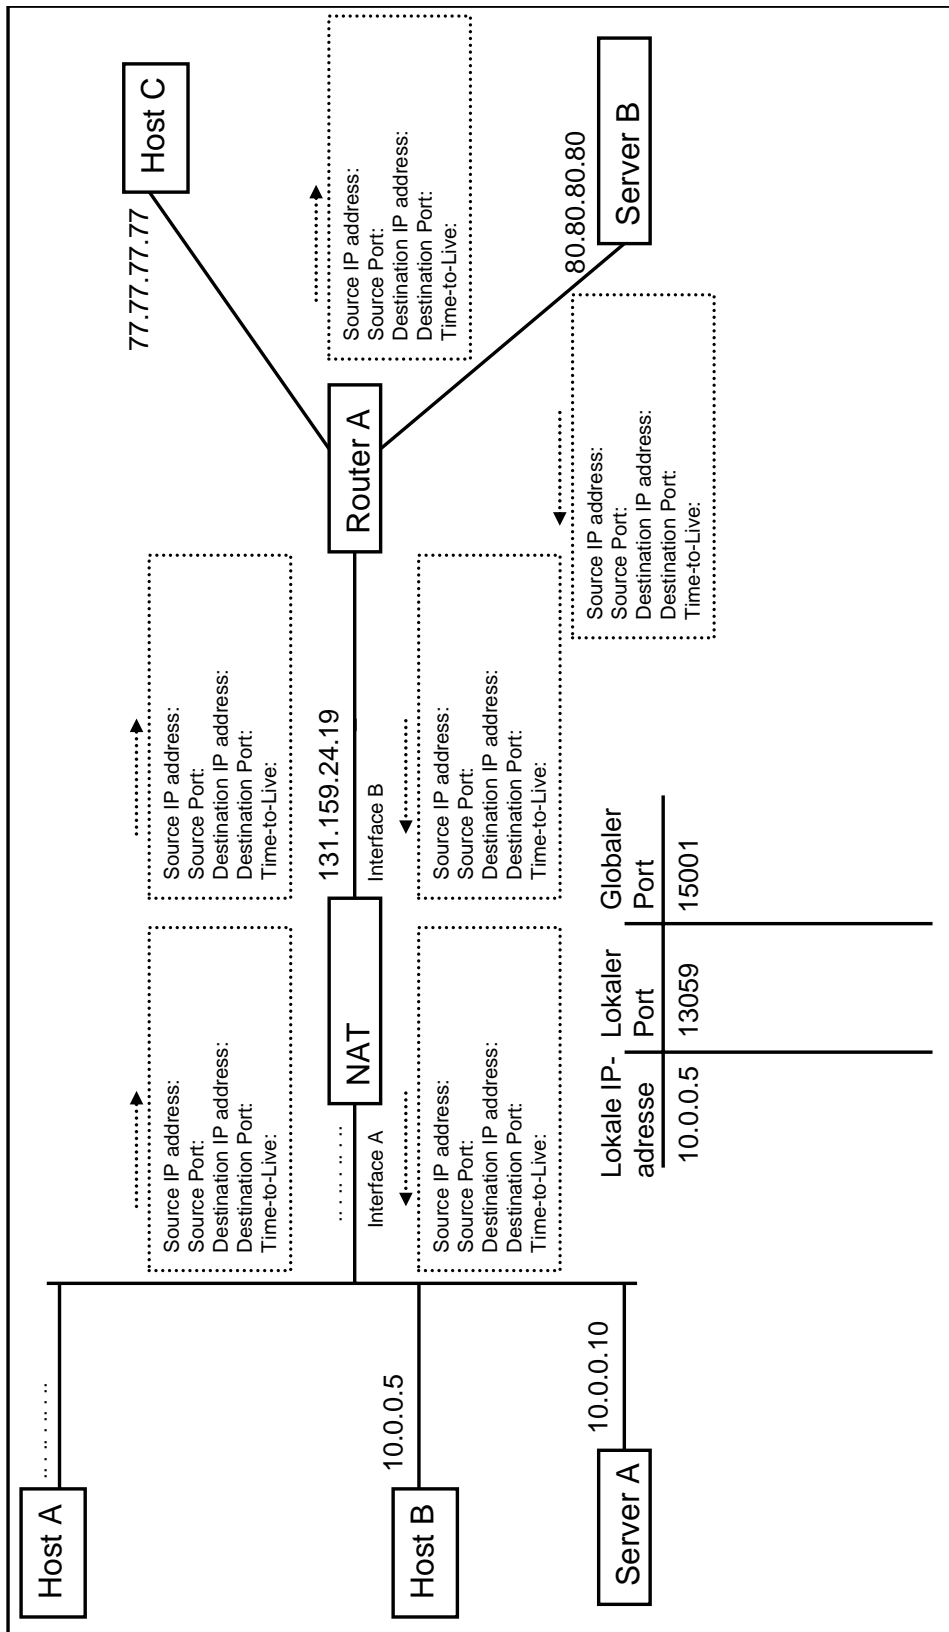 Host A
... . ... . ... . ...
Host B
10.0.0.5
Server A
10.0.0.10
Source IP address:
Source Port:
Destination IP address:
Destination Port:
Time-to-Live:
Source IP address:
Source Port:
Destination IP address:
Destination Port:
Time-to-Live:
NAT
... . ... . ... . ...
Interface A
131.159.24.19
Interface B
Source IP address:
Source Port:
Destination IP address:
Destination Port:
Time-to-Live:
Source IP address:
Source Port:
Destination IP address:
Destination Port:
Time-to-Live:
Router A
Host C
77.77.77.77
Source IP address:
Source Port:
Destination IP address:
Destination Port:
Time-to-Live:
Server B
80.80.80.80
Source IP address:
Source Port:
Destination IP address:
Destination Port:
Time-to-Live:
Lokale IP- Lokaler Globaler
adresse Port Port
10.0.0.5 13059 15001